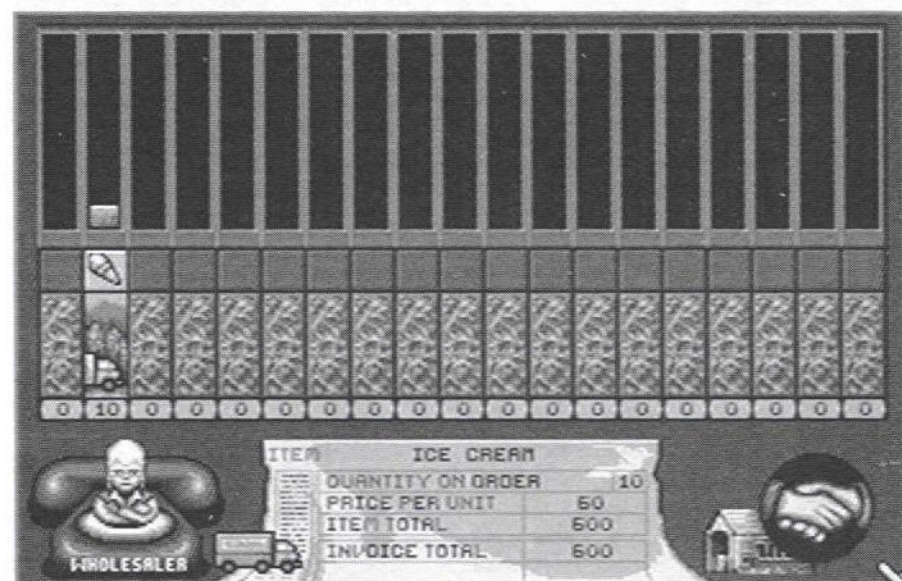 0 10 0 0 0 0 0 0 0 0 0 0 0 0 0 0 0 0 0
ITEM ICE CREAM
QUANTITY ON ORDER 10
PRICE PER UNIT 60
ITEM TOTAL 600
INVOICE TOTAL 600
WHOLESALER